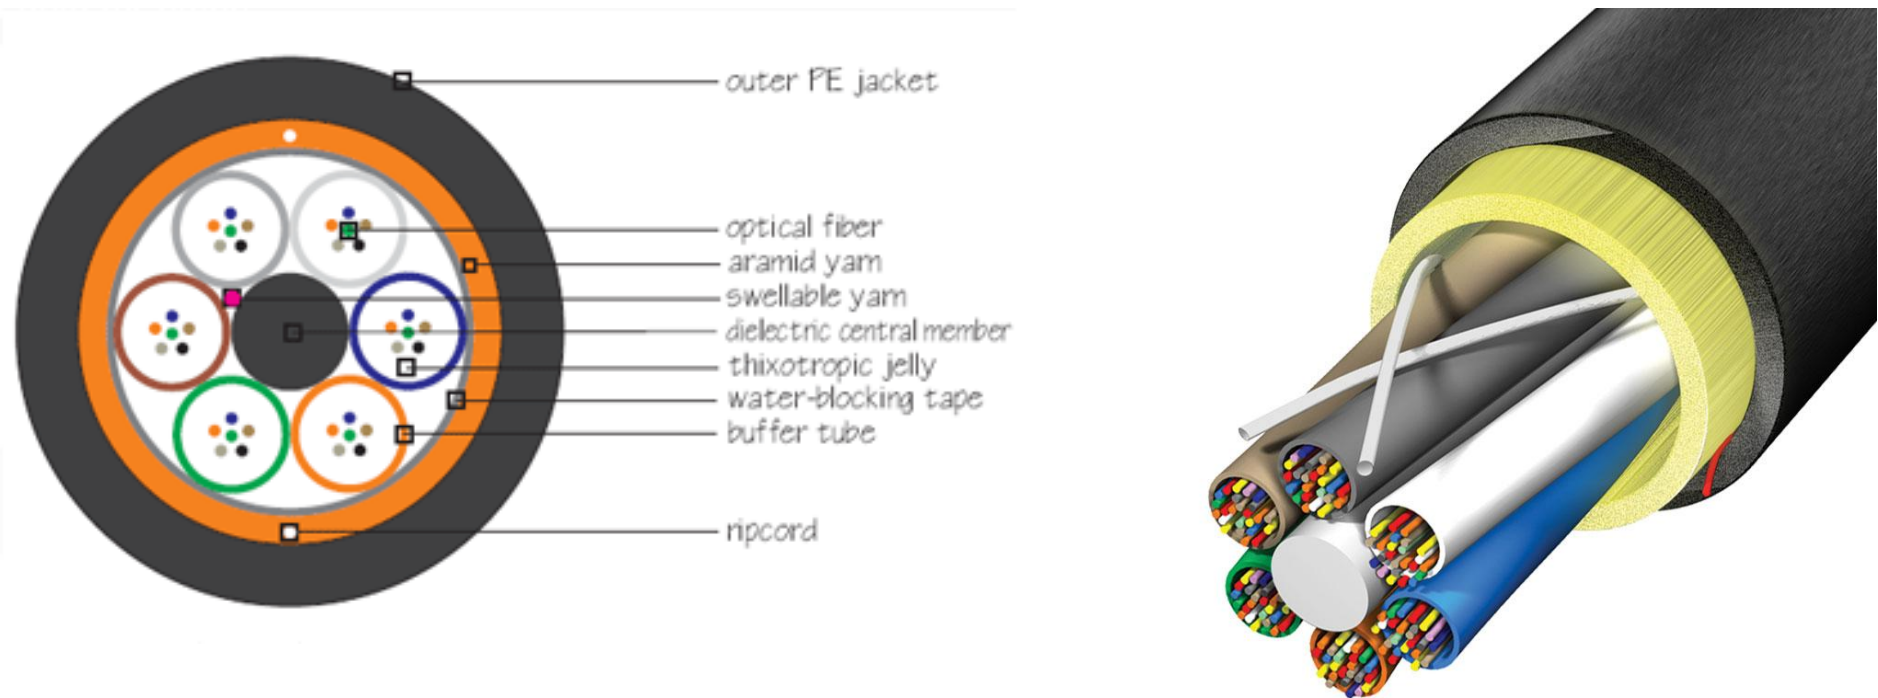 outer PE jacket
optical fiber
aramid yarn
swellable yarn
dielectric central member
thixotropic jelly
water-blocking tape
buffer tube
ripcord